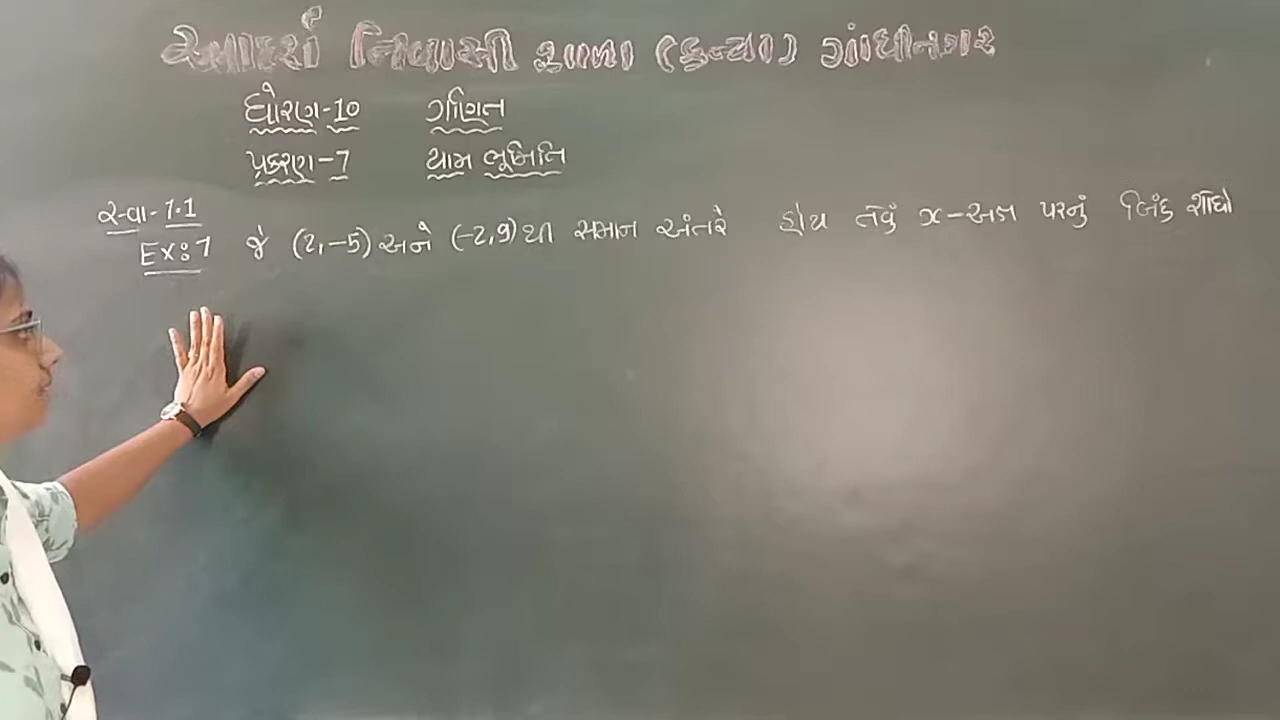 આદર્શ નિવાસી શાળા (કન્યા) ગાંધીનગર
ધોરણ-10 ગણિત
પ્રકરણ-7 યામ ભૂમિતિ
સ્વા-7.1
Ex:7 જે (2,-5) અને (-2,9) થી સમાન અંતરે હોય તેવું x-અક્ષ પરનું બિંદુ શોધો